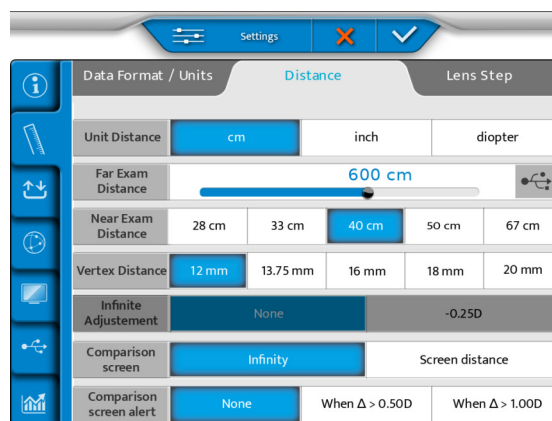 Settings
Data Format / Units Distance Lens Step
Unit Distance cm inch diopter
Far Exam Distance 600 cm
Near Exam Distance 28 cm 33 cm 40 cm 50 cm 67 cm
Vertex Distance 12 mm 13.75 mm 16 mm 18 mm 20 mm
Infinite Adjustement None -0.25D
Comparison screen Infinity Screen distance
Comparison screen alert None When Δ > 0.50D When Δ > 1.00D